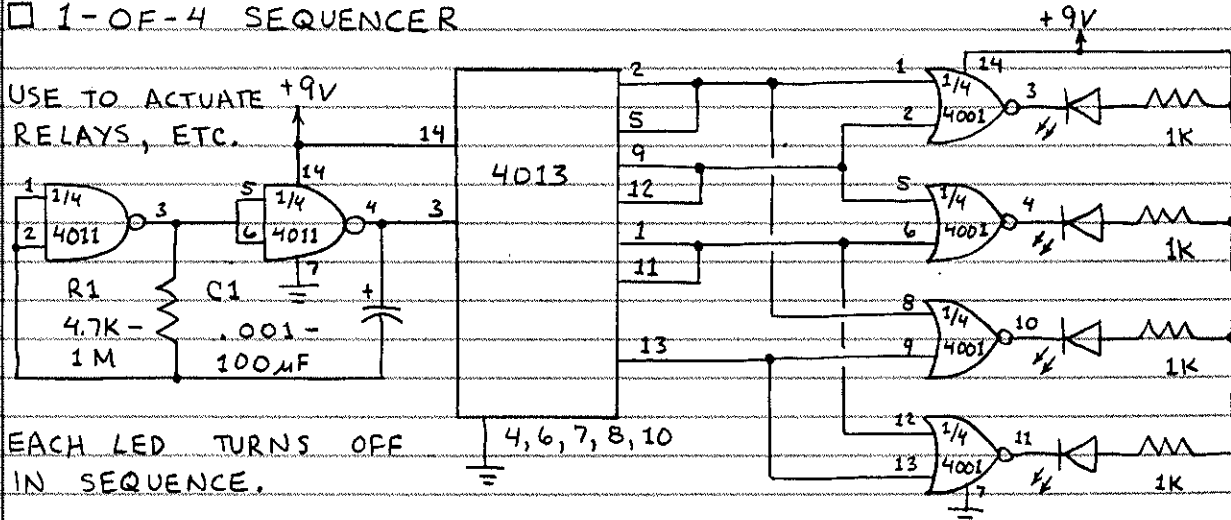 1-OF-4 SEQUENCER
USE TO ACTUATE
RELAYS, ETC.
+9V
14
14
1
2
1/4
4011
3
5
6
1/4
4011
4
7
3
R1
4.7K-
1M
C1
.001-
100µF
+
4013
2
5
9
12
1
11
13
4, 6, 7, 8, 10
+9V
14
1
2
1/4
4001
3
1K
5
6
1/4
4001
4
1K
8
9
1/4
4001
10
1K
12
13
1/4
4001
11
7
1K
EACH LED TURNS OFF
IN SEQUENCE.